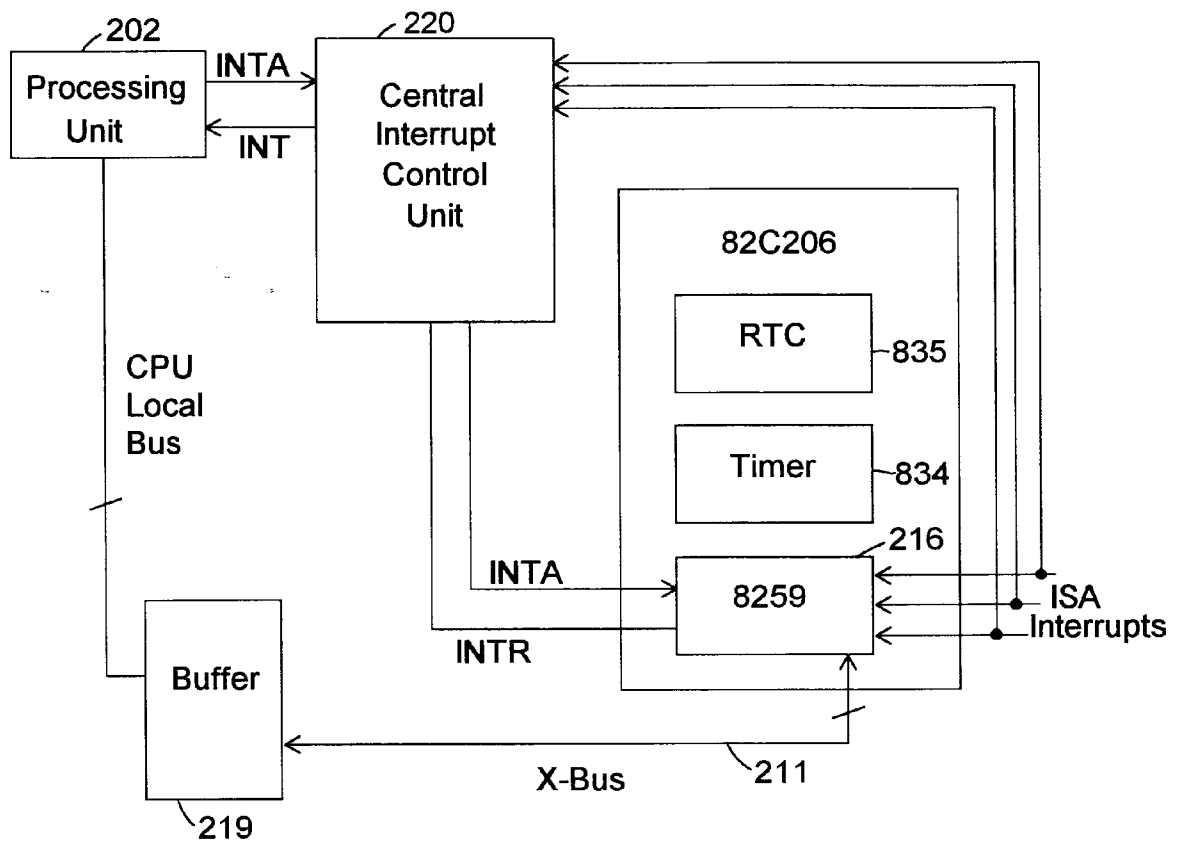 202
220
Processing
Unit
INTA
INT
Central
Interrupt
Control
Unit
82C206
RTC
835
CPU
Local
Bus
Timer
834
216
INTA
8259
ISA
Interrupts
INTR
Buffer
X-Bus
211
219